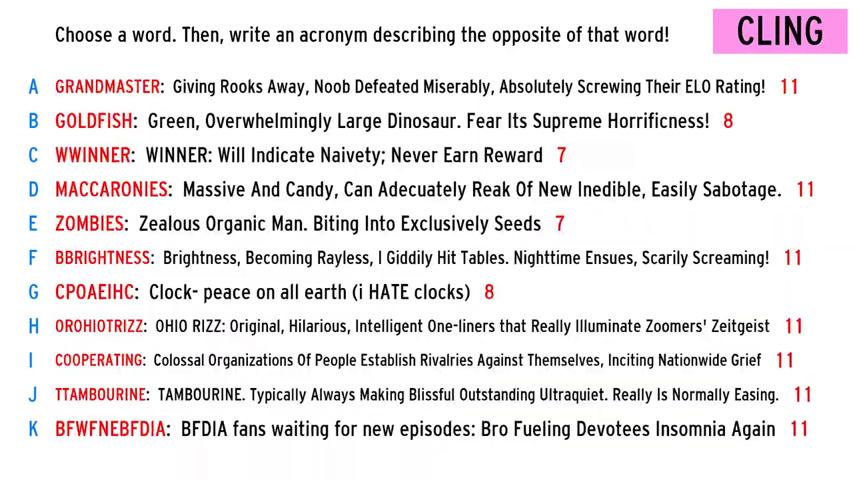 Choose a word. Then, write an acronym describing the opposite of that word! CLING
A GRANDMASTER: Giving Rooks Away, Noob Defeated Miserably, Absolutely Screwing Their ELO Rating! 11
B GOLDFISH: Green, Overwhelmingly Large Dinosaur. Fear Its Supreme Horrificness! 8
C WWINNER: WINNER: Will Indicate Naivety; Never Earn Reward 7
D MACCARONIES: Massive And Candy, Can Adequately Reak Of New Inedible, Easily Sabotage. 11
E ZOMBIES: Zealous Organic Man. Biting Into Exclusively Seeds 7
F BBRIGHTNESS: Brightness, Becoming Rayless, I Giddily Hit Tables. Nighttime Ensues, Scarily Screaming! 11
G CPOAEIHC: Clock- peace on all earth (i HATE clocks) 8
H OROHIOTRIZZ: OHIO RIZZ: Original, Hilarious, Intelligent One-liners that Really Illuminate Zoomers' Zeitgeist 11
I COOPERATING: Colossal Organizations Of People Establish Rivalries Against Themselves, Inciting Nationwide Grief 11
J TTAMBOURINE: TAMBOURINE. Typically Always Making Blissful Outstanding Ultraquiet. Really Is Normally Easing. 11
K BFWFNEBFDIA: BFDIA fans waiting for new episodes: Bro Fueling Devotees Insomnia Again 11